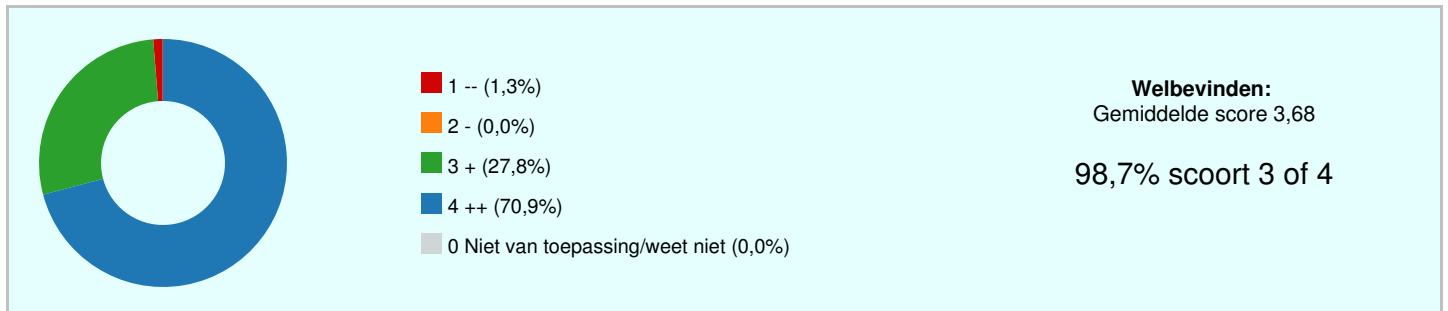 1 -- (1,3%)
2 - (0,0%)
3 + (27,8%)
4 ++ (70,9%)
0 Niet van toepassing/weet niet (0,0%)
Welbevinden:
Gemiddelde score 3,68
98,7% scoort 3 of 4